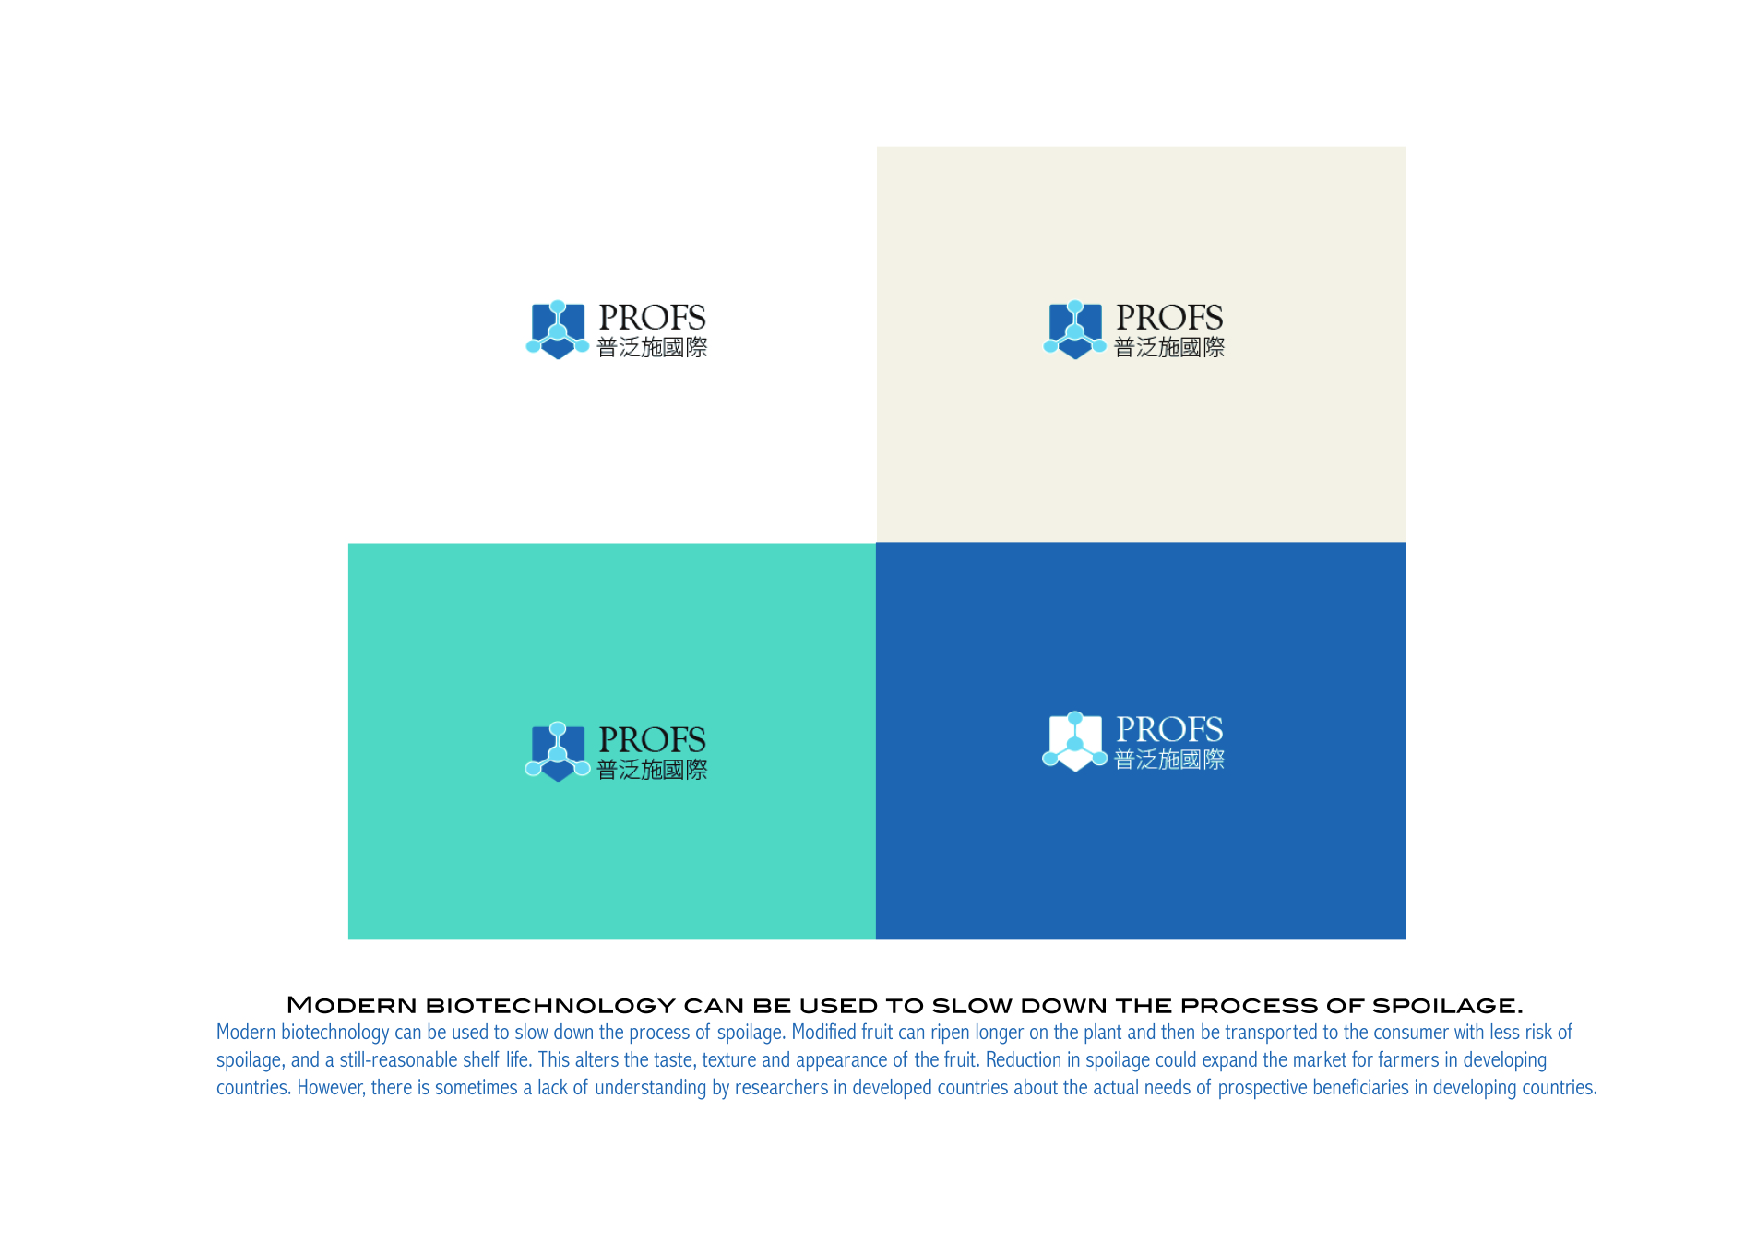 PROFS
普泛施國際
PROFS
普泛施國際
PROFS
普泛施國際
PROFS
普泛施國際
Modern biotechnology can be used to slow down the process of spoilage.
Modern biotechnology can be used to slow down the process of spoilage. Modified fruit can ripen longer on the plant and then be transported to the consumer with less risk of
spoilage, and a still-reasonable shelf life. This alters the taste, texture and appearance of the fruit. Reduction in spoilage could expand the market for farmers in developing
countries. However, there is sometimes a lack of understanding by researchers in developed countries about the actual needs of prospective beneficiaries in developing countries.